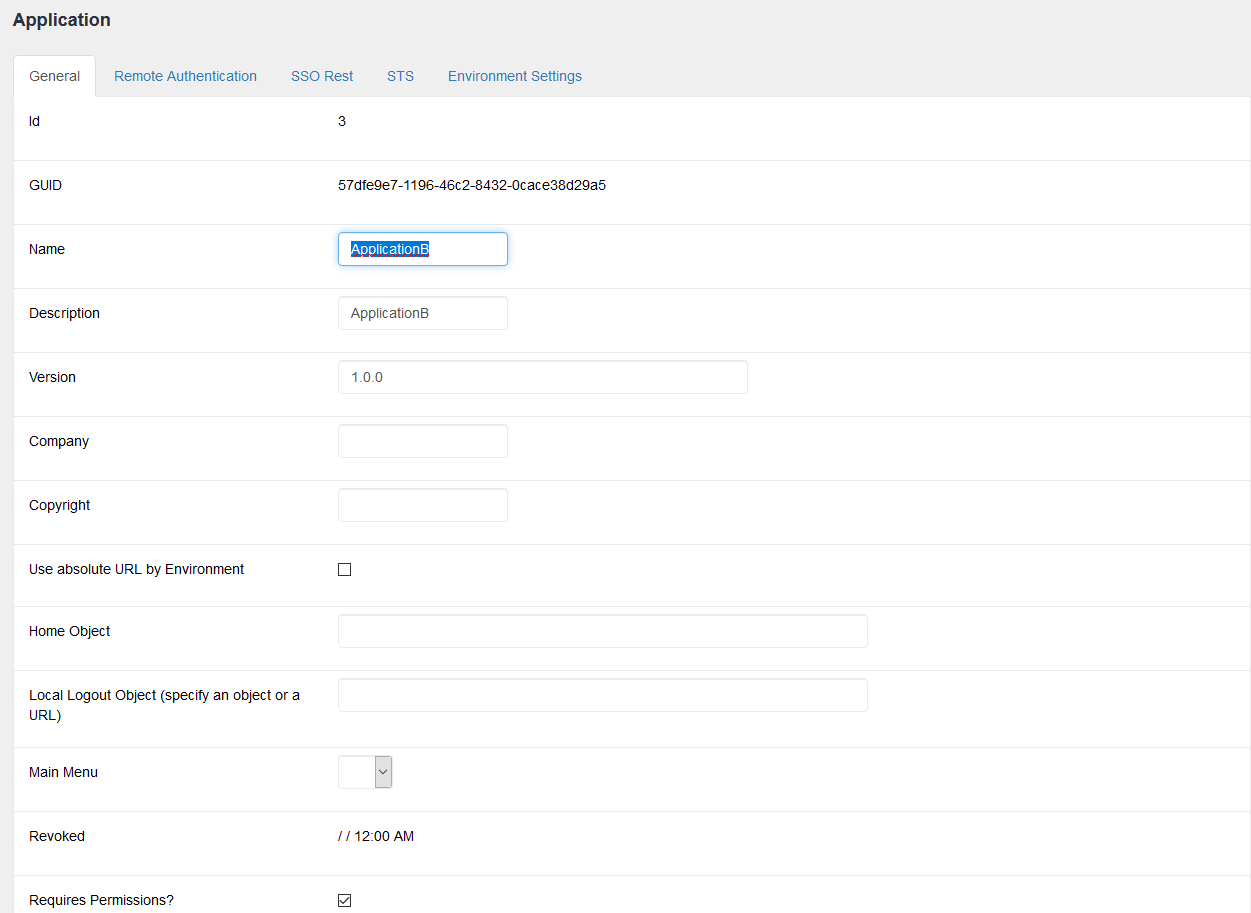 Application
General Remote Authentication SSO Rest STS Environment Settings
Id 3
GUID 57dfe9e7-1196-46c2-8432-0cace38d29a5
Name ApplicationB
Description ApplicationB
Version 1.0.0
Company
Copyright
Use absolute URL by Environment
Home Object
Local Logout Object (specify an object or a
URL)
Main Menu
Revoked / / 12:00 AM
Requires Permissions?